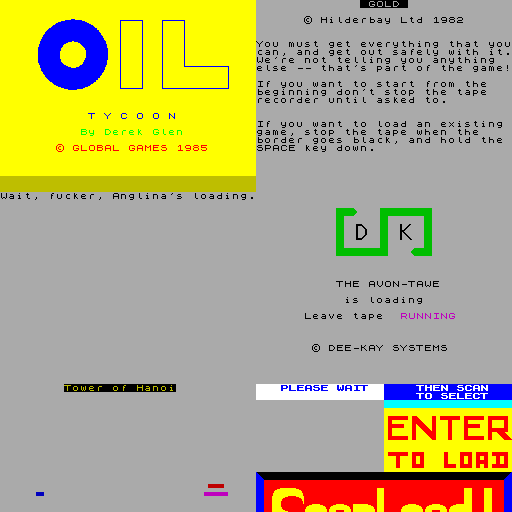 OIL
TYCOON
By Derek Glen
© GLOBAL GAMES 1985
GOLD
© Hilderbay Ltd 1982
You must get everything that you
can, and get out safely with it.
We're not telling you anything
else -- that's part of the game!
If you want to start from the
beginning don't stop the tape
recorder until asked to.
If you want to load an existing
game, stop the tape when the
border goes black, and hold the
SPACE key down.
Wait, fucker, Anglina's loading.
D K
THE AVON-TAWE
is loading
Leave tape RUNNING
© DEE-KAY SYSTEMS
Tower of Hanoi
PLEASE WAIT
THEN SCAN
TO SELECT
ENTER
TO LOAD
ScanLoad!